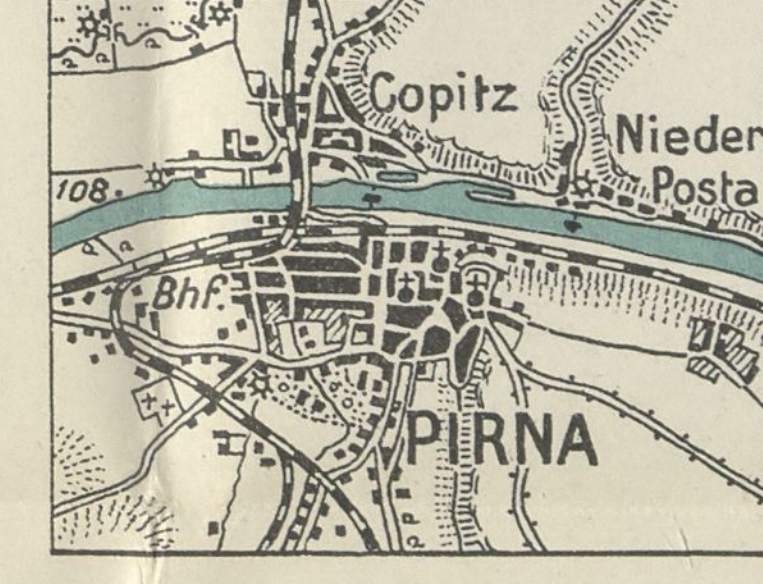 Copitz
Nieder
Posta
108.
Bhf.
PIRNA